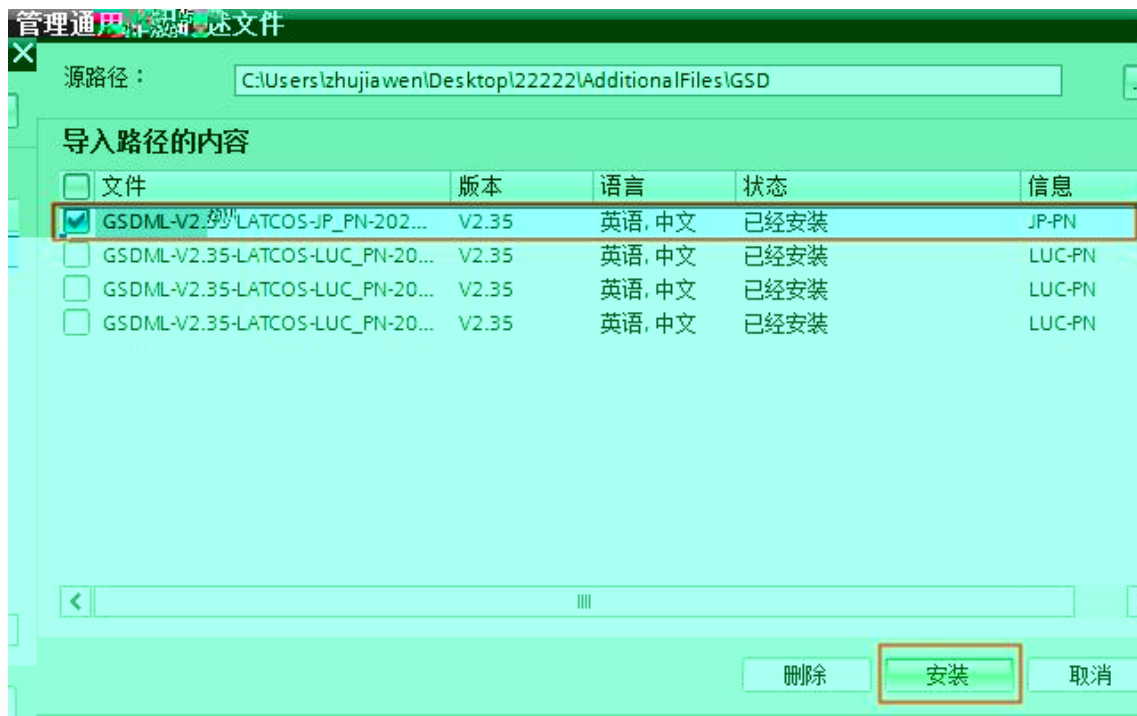 管理通用站描述文件
源路径： C:\Users\zhujiawen\Desktop\22222\AdditionalFiles\GSD
导入路径的内容
文件 版本 语言 状态 信息
GSDML-V2. LATCOS-JP_PN-202... V2.35 英语, 中文 已经安装 JP-PN
GSDML-V2.35-LATCOS-LUC_PN-20... V2.35 英语, 中文 已经安装 LUC-PN
GSDML-V2.35-LATCOS-LUC_PN-20... V2.35 英语, 中文 已经安装 LUC-PN
GSDML-V2.35-LATCOS-LUC_PN-20... V2.35 英语, 中文 已经安装 LUC-PN
删除 安装 取消